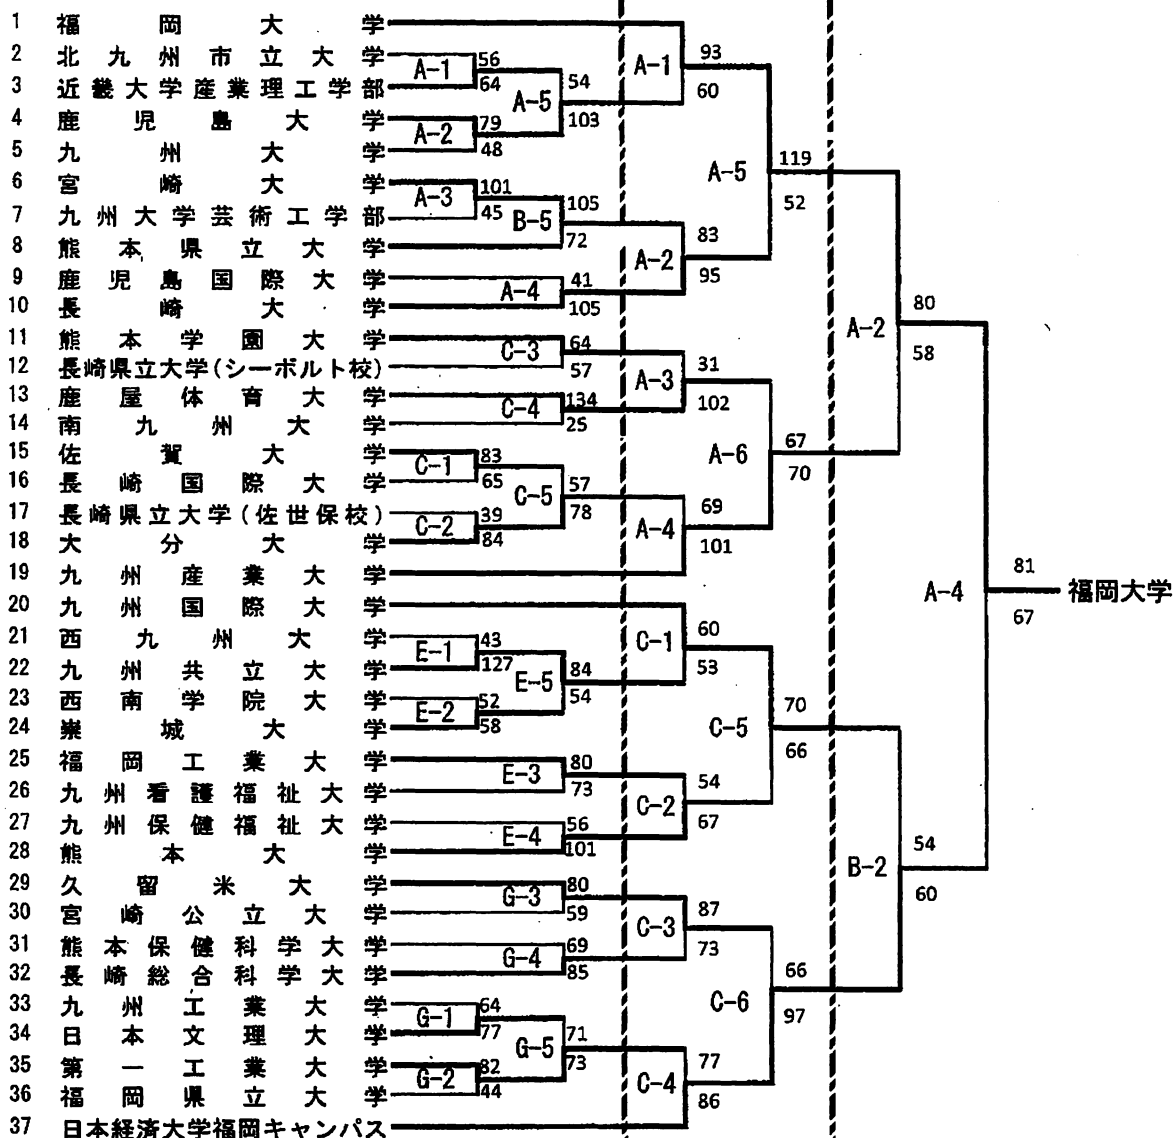 1 福岡大学
2 北九州市立大学
3 近畿大学産業理工学部
4 鹿児島大学
5 九州大学
6 宮崎大学
7 九州大学芸術工学部
8 熊本県立大学
9 鹿児島国際大学
10 長崎大学
11 熊本学園大学
12 長崎県立大学(シーボルト校)
13 鹿屋体育大学
14 南九州大学
15 佐賀大学
16 長崎国際大学
17 長崎県立大学(佐世保校)
18 大分大学
19 九州産業大学
20 九州国際大学
21 西九州大学
22 九州共立大学
23 西南学院大学
24 崇城大学
25 福岡工業大学
26 九州看護福祉大学
27 九州保健福祉大学
28 熊本大学
29 久留米大学
30 宮崎公立大学
31 熊本保健科学大学
32 長崎総合科学大学
33 九州工業大学
34 日本文理大学
35 第一工業大学
36 福岡県立大学
37 日本経済大学福岡キャンパス
A-1 56 64
A-2 79 48
A-3 101 45
C-1 83 65
C-2 39 84
E-1 43 127
E-2 52 58
G-1 64 77
G-2 82 44
A-5 54 103
B-5 105 72
A-4 41 105
C-3 64 57
C-4 134 25
C-5 57 78
E-5 84 54
E-3 80 73
E-4 56 101
G-3 80 59
G-4 69 85
G-5 71 73
A-1 93 60
A-2 83 95
A-3 31 102
A-4 69 101
C-1 60 53
C-2 54 67
C-3 87 73
C-4 77 86
A-5 119 52
A-6 67 70
C-5 70 66
C-6 66 97
A-2 80 58
B-2 54 60
A-4 81 67
福岡大学